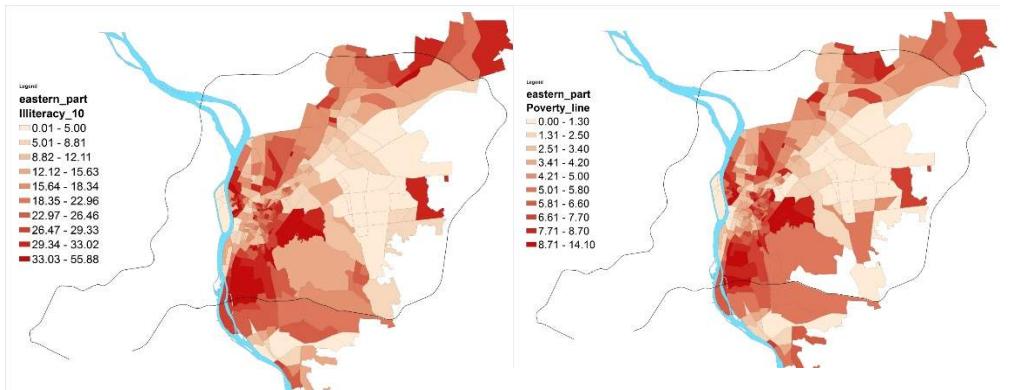 Legend
eastern_part
Illiteracy_10
0.01 - 5.00
5.01 - 8.81
8.82 - 12.11
12.12 - 15.63
15.64 - 18.34
18.35 - 22.96
22.97 - 26.46
26.47 - 29.33
29.34 - 33.02
33.03 - 55.88
Legend
eastern_part
Poverty_line
0.00 - 1.30
1.31 - 2.50
2.51 - 3.40
3.41 - 4.20
4.21 - 5.00
5.01 - 5.80
5.81 - 6.60
6.61 - 7.70
7.71 - 8.70
8.71 - 14.10